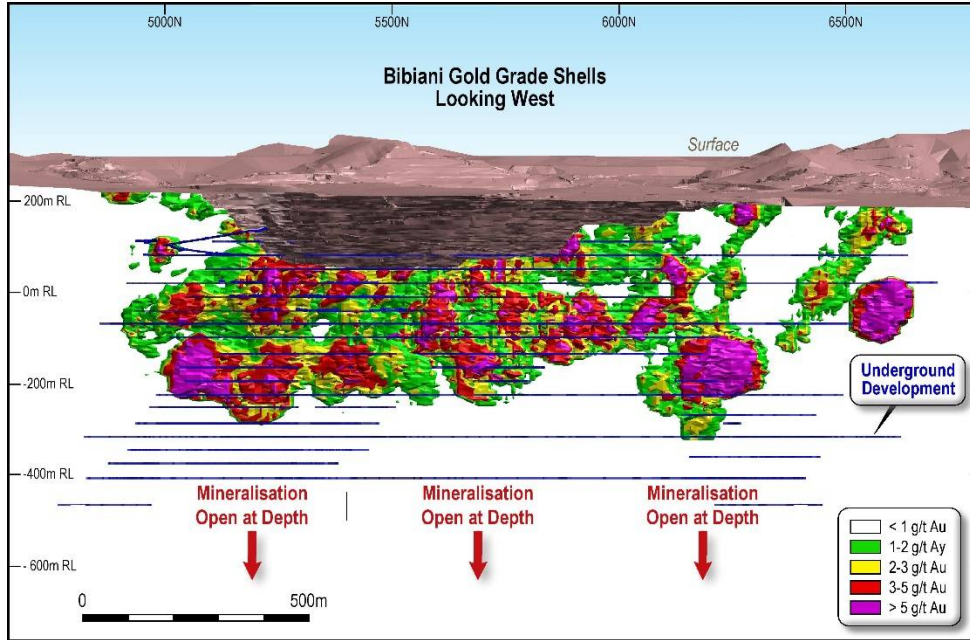 5000N
5500N
6000N
6500N
Bibiani Gold Grade Shells
Looking West
Surface
200m RL
0m RL
-200m RL
-400m RL
- 600m RL
Underground
Development
Mineralisation
Open at Depth
Mineralisation
Open at Depth
Mineralisation
Open at Depth
0
500m
< 1 g/t Au
1-2 g/t Ay
2-3 g/t Au
3-5 g/t Au
> 5 g/t Au